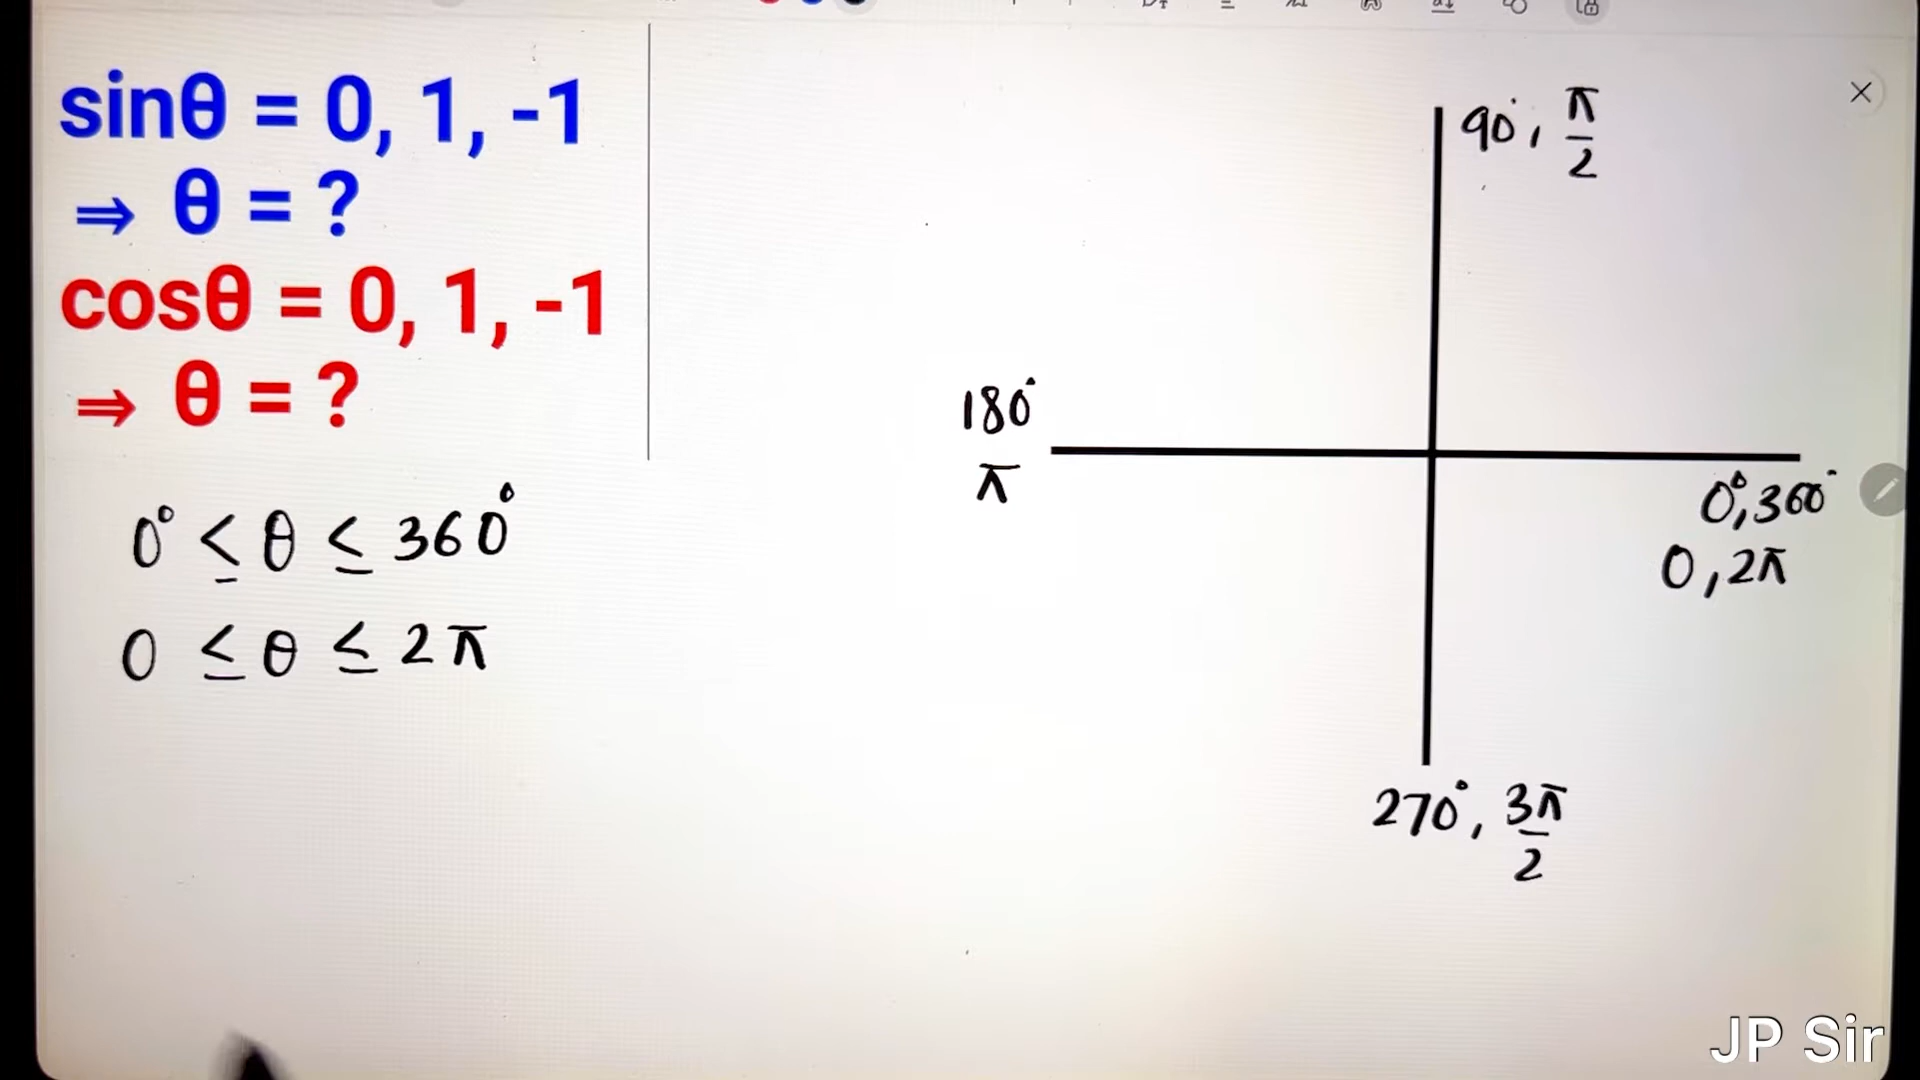 sinθ = 0, 1, -1
⇒ θ = ?
cosθ = 0, 1, -1
⇒ θ = ?
0° ≤ θ ≤ 360°
0 ≤ θ ≤ 2π
90°, π/2
180°
π
0°, 360°
0, 2π
270°, 3π/2
JP Sir